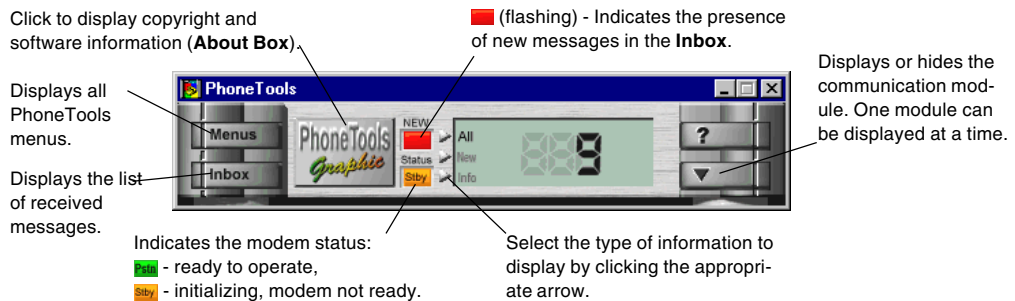 Click to display copyright and
software information (About Box).
(flashing) - Indicates the presence
of new messages in the Inbox.
Displays or hides the
communication mod-
ule. One module can
be displayed at a time.
Displays all
PhoneTools
menus.
Displays the list
of received
messages.
PhoneTools
Menus
Inbox
PhoneTools
Graphic
NEW
Status
Stby
All
New
Info
9
?
Indicates the modem status:
Pstn - ready to operate,
Stby - initializing, modem not ready.
Select the type of information to
display by clicking the appropri-
ate arrow.